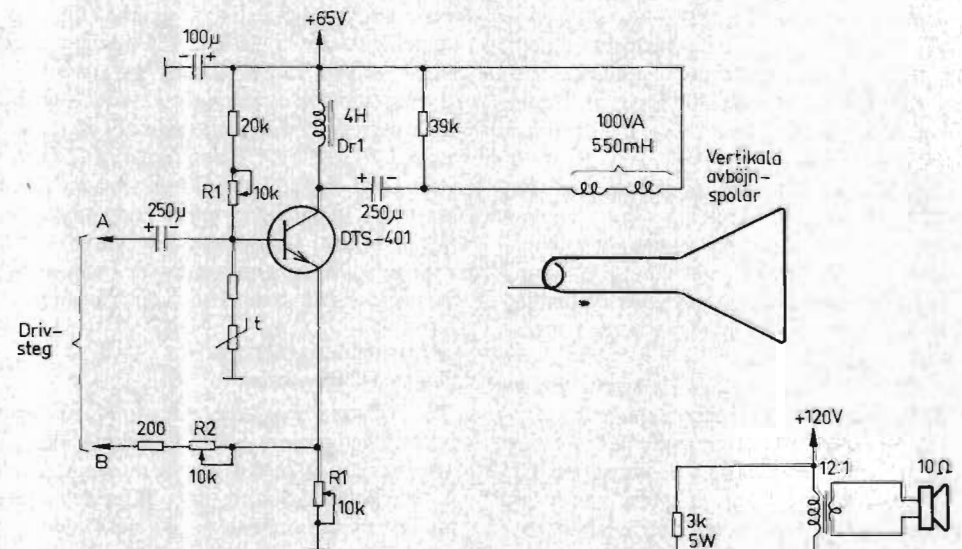 +65V
100µ
- +
20k
4H
Dr1
39k
100VA
550mH
Vertikala
avböjn-
spolar
R1
10k
A
250µ
+ -
+ -
250µ
DTS-401
Driv-
steg
t
200
R2
B
10k
R1
10k
+120V
12:1
10Ω
3k
5W